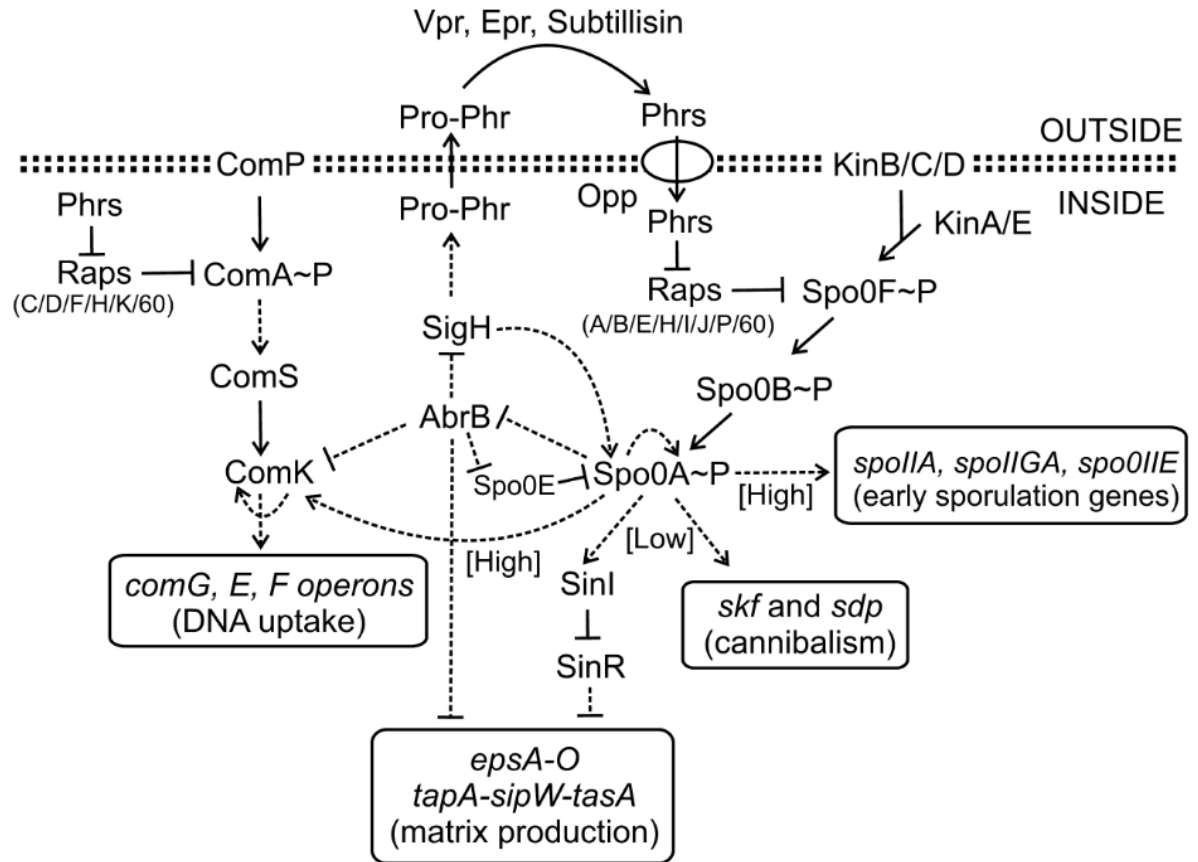 Vpr, Epr, Subtillisin
Pro-Phr
Phrs
OUTSIDE
ComP
KinB/C/D
Opp
INSIDE
Phrs
Pro-Phr
Phrs
KinA/E
Raps
ComA~P
Raps
Spo0F~P
(C/D/F/H/K/60)
(A/B/E/H/I/J/P/60)
SigH
ComS
Spo0B~P
AbrB
ComK
Spo0E
Spo0A~P
[High]
spoIIA, spoIIGA, spo0IIE
(early sporulation genes)
[High]
[Low]
comG, E, F operons
(DNA uptake)
SinI
skf and sdp
(cannibalism)
SinR
epsA-O
tapA-sipW-tasA
(matrix production)